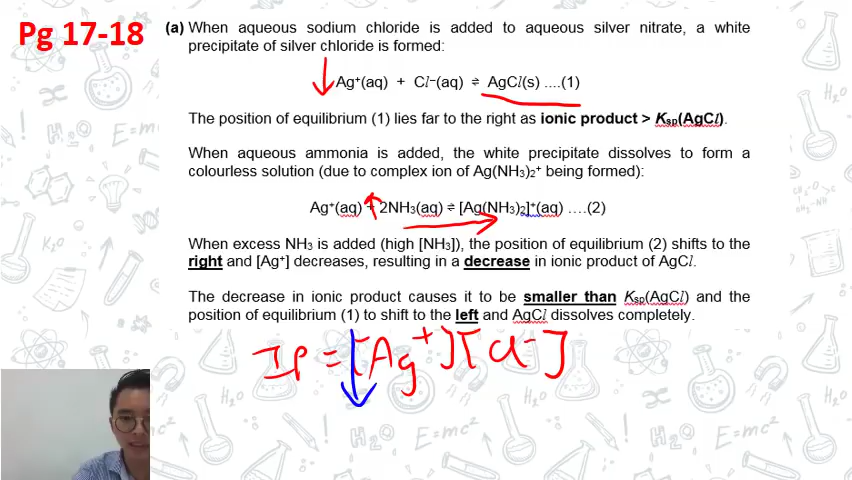 Pg 17-18
(a) When aqueous sodium chloride is added to aqueous silver nitrate, a white
precipitate of silver chloride is formed:
Ag⁺(aq) + Cl⁻(aq) ⇌ AgCl(s) ....(1)
The position of equilibrium (1) lies far to the right as ionic product > Ksp(AgCl).
When aqueous ammonia is added, the white precipitate dissolves to form a
colourless solution (due to complex ion of Ag(NH₃)₂⁺ being formed):
Ag⁺(aq) + 2NH₃(aq) ⇌ [Ag(NH₃)₂]⁺(aq) ....(2)
When excess NH₃ is added (high [NH₃]), the position of equilibrium (2) shifts to the
right and [Ag⁺] decreases, resulting in a decrease in ionic product of AgCl.
The decrease in ionic product causes it to be smaller than Ksp(AgCl) and the
position of equilibrium (1) to shift to the left and AgCl dissolves completely.
IP = [Ag⁺][Cl⁻]
H₂O
E=mc²